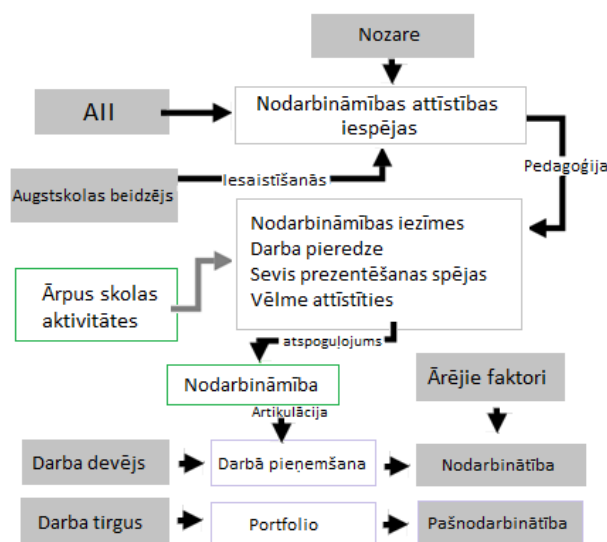 Nozare
AII
Nodarbināmības attīstības
iespējas
Pedagoģija
Iesaistīšanās
Augstskolas beidzējs
Nodarbināmības iezīmes
Darba pieredze
Sevis prezentēšanas spējas
Vēlme attīstīties
Ārpus skolas
aktivitātes
atspoguļojums
Nodarbināmība
Ārējie faktori
Artikulācija
Darba devējs
Darbā pieņemšana
Nodarbinātība
Darba tirgus
Portfolio
Pašnodarbinātība